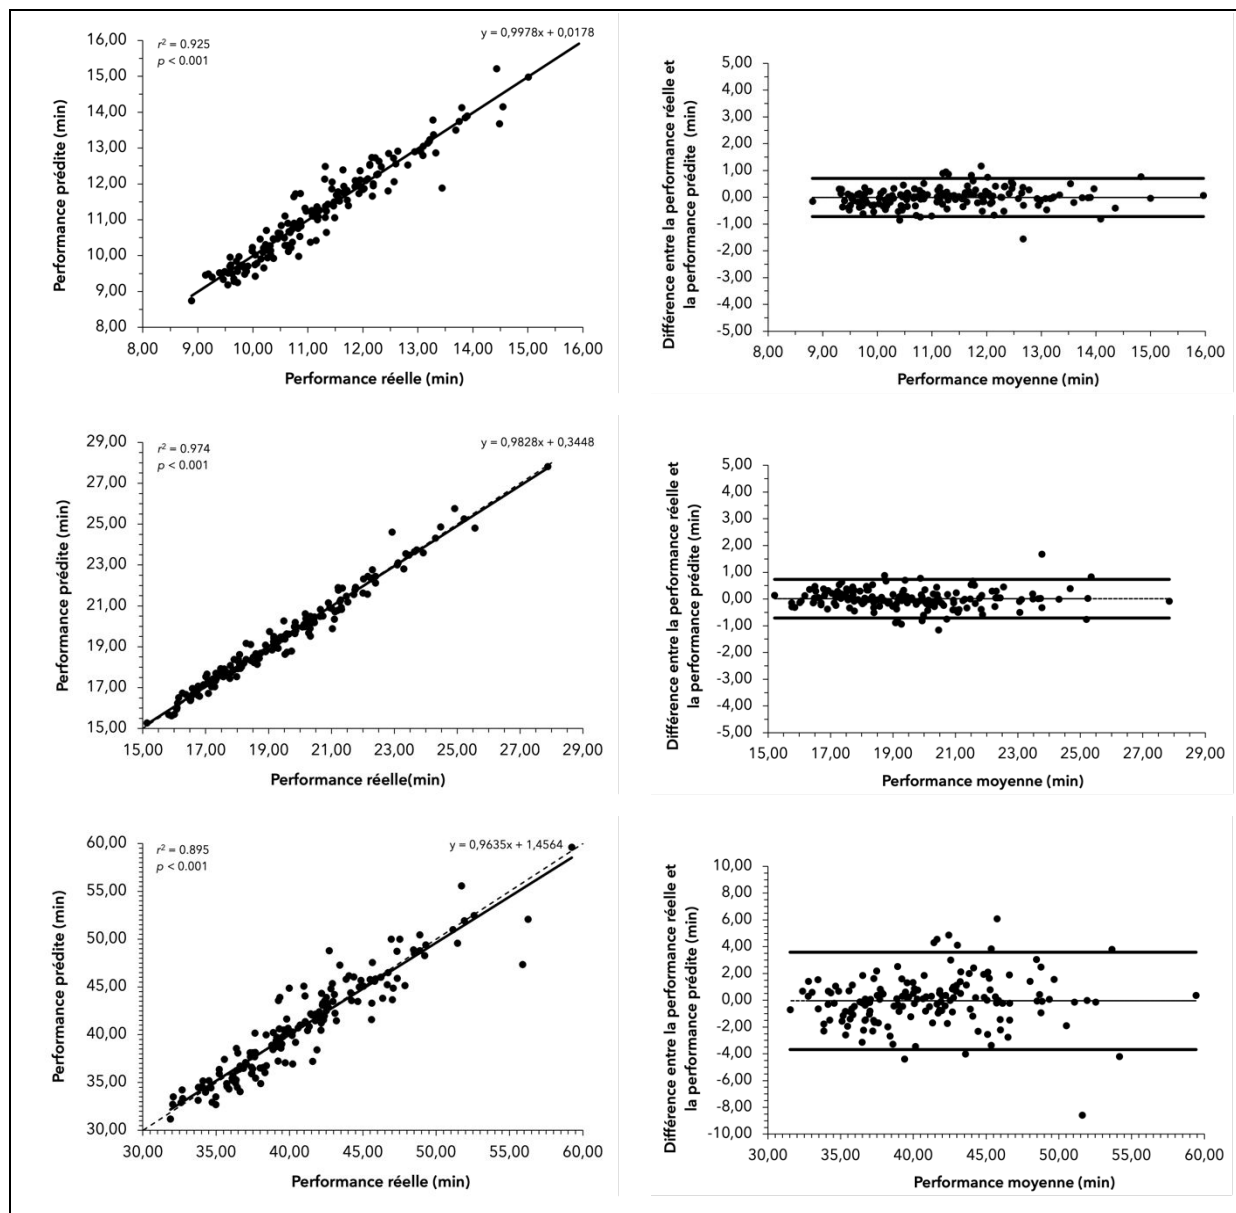 Performance prédite (min)
16,00
15,00
14,00
13,00
12,00
11,00
10,00
9,00
8,00
r² = 0.925
p < 0.001
y = 0,9978x + 0,0178
8,00 9,00 10,00 11,00 12,00 13,00 14,00 15,00 16,00
Performance réelle (min)
Différence entre la performance réelle et
la performance prédite (min)
5,00
4,00
3,00
2,00
1,00
0,00
-1,00
-2,00
-3,00
-4,00
-5,00
8,00 9,00 10,00 11,00 12,00 13,00 14,00 15,00 16,00
Performance moyenne (min)
Performance prédite (min)
29,00
27,00
25,00
23,00
21,00
19,00
17,00
15,00
r² = 0.974
p < 0.001
y = 0,9828x + 0,3448
15,00 17,00 19,00 21,00 23,00 25,00 27,00 29,00
Performance réelle(min)
Différence entre la performance réelle et
la performance prédite (min)
5,00
4,00
3,00
2,00
1,00
0,00
-1,00
-2,00
-3,00
-4,00
-5,00
15,00 17,00 19,00 21,00 23,00 25,00 27,00 29,00
Performance moyenne (min)
Performance prédite (min)
60,00
55,00
50,00
45,00
40,00
35,00
30,00
r² = 0.895
p < 0.001
y = 0,9635x + 1,4564
30,00 35,00 40,00 45,00 50,00 55,00 60,00
Performance réelle (min)
Différence entre la performance réelle et
la performance prédite (min)
10,00
8,00
6,00
4,00
2,00
0,00
-2,00
-4,00
-6,00
-8,00
-10,00
30,00 35,00 40,00 45,00 50,00 55,00 60,00
Performance moyenne (min)